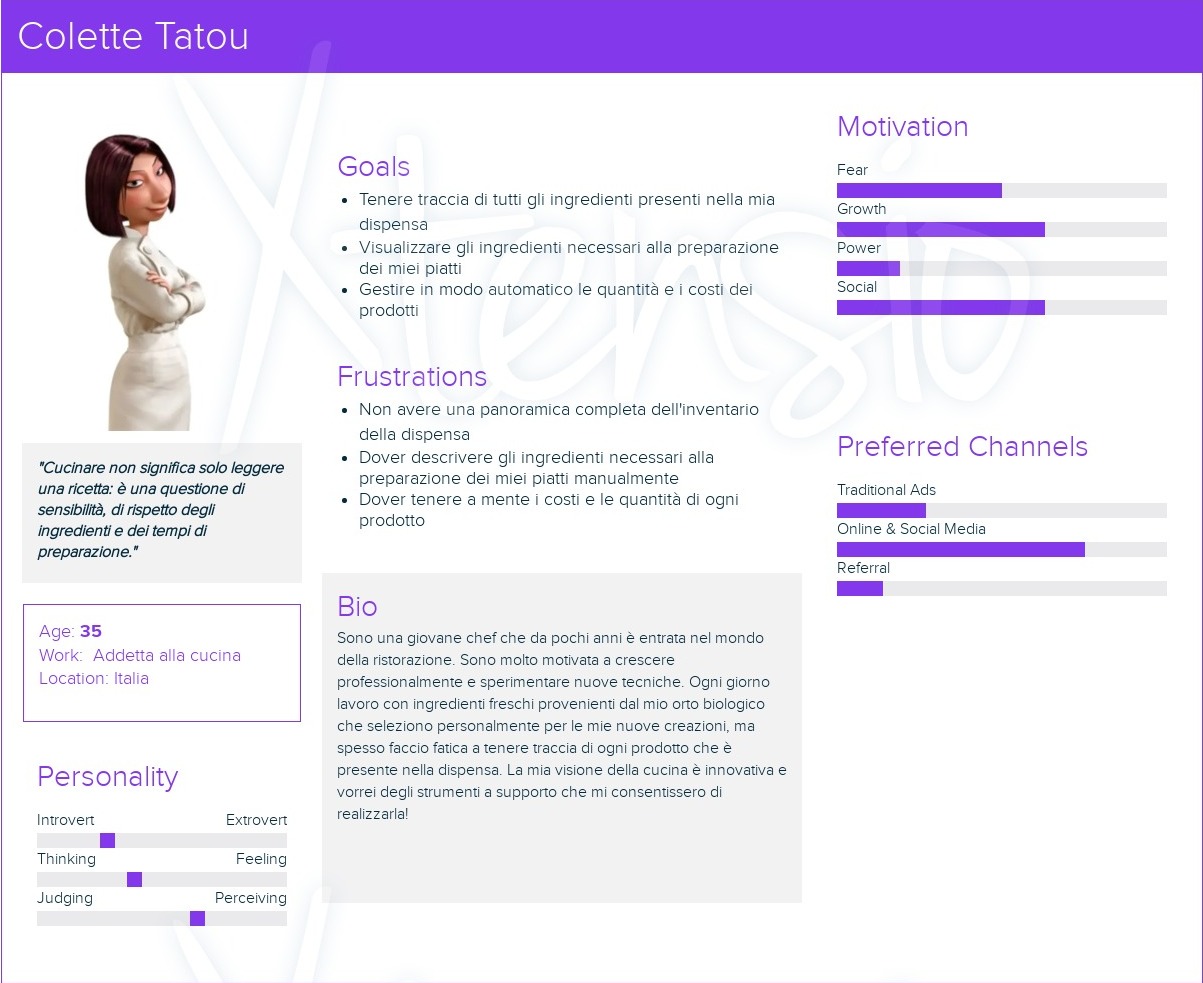 Colette Tatou
"Cucinare non significa solo leggere
una ricetta: è una questione di
sensibilità, di rispetto degli
ingredienti e dei tempi di
preparazione."
Age: 35
Work: Addetta alla cucina
Location: Italia
Personality
Introvert Extrovert
Thinking Feeling
Judging Perceiving
Goals
• Tenere traccia di tutti gli ingredienti presenti nella mia
dispensa
• Visualizzare gli ingredienti necessari alla preparazione
dei miei piatti
• Gestire in modo automatico le quantità e i costi dei
prodotti
Frustrations
• Non avere una panoramica completa dell'inventario
della dispensa
• Dover descrivere gli ingredienti necessari alla
preparazione dei miei piatti manualmente
• Dover tenere a mente i costi e le quantità di ogni
prodotto
Bio
Sono una giovane chef che da pochi anni è entrata nel mondo
della ristorazione. Sono molto motivata a crescere
professionalmente e sperimentare nuove tecniche. Ogni giorno
lavoro con ingredienti freschi provenienti dal mio orto biologico
che seleziono personalmente per le mie nuove creazioni, ma
spesso faccio fatica a tenere traccia di ogni prodotto che è
presente nella dispensa. La mia visione della cucina è innovativa e
vorrei degli strumenti a supporto che mi consentissero di
realizzarla!
Motivation
Fear
Growth
Power
Social
Preferred Channels
Traditional Ads
Online & Social Media
Referral
Xtensio